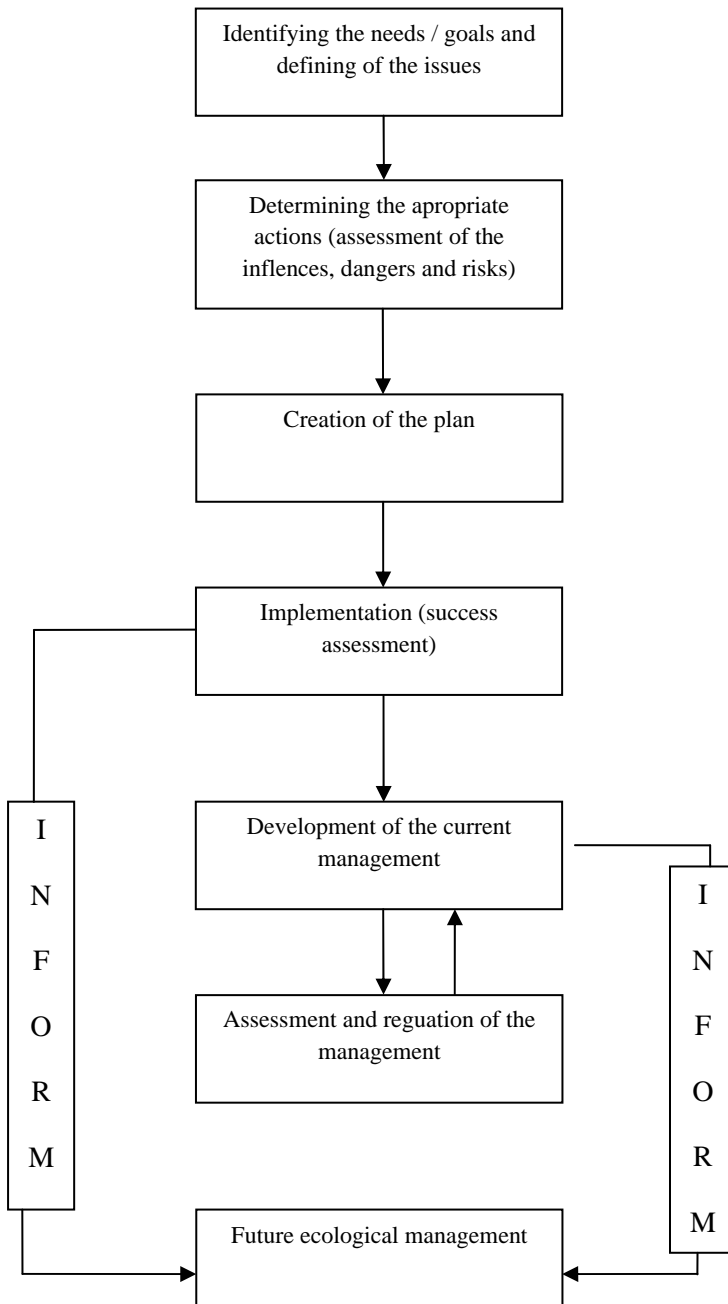 Identifying the needs / goals and
defining of the issues
Determining the apropriate
actions (assessment of the
inflences, dangers and risks)
Creation of the plan
Implementation (success
assessment)
Development of the current
management
Assessment and reguation of the
management
I
N
F
O
R
M
I
N
F
O
R
M
Future ecological management